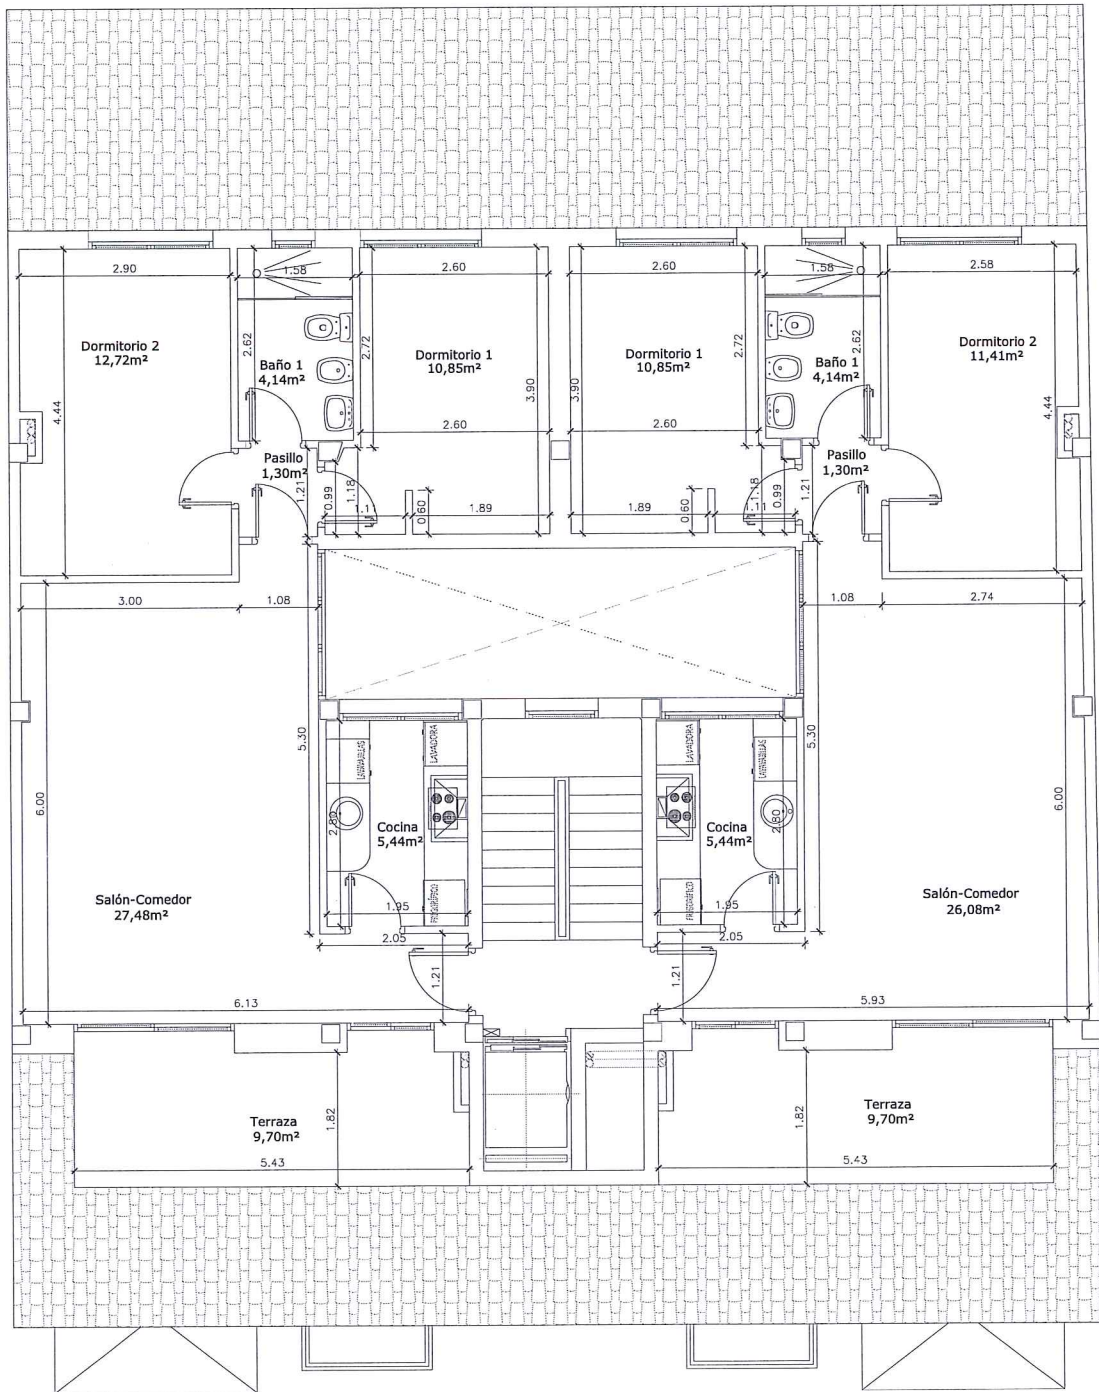 2.90
1.58
2.60
2.60
1.58
2.58
Dormitorio 2
12,72m²
2.62
Baño 1
4,14m²
2.72
Dormitorio 1
10,85m²
3.90
3.90
Dormitorio 1
10,85m²
2.72
Baño 1
4,14m²
2.62
Dormitorio 2
11,41m²
4.44
2.60
2.60
4.44
Pasillo
1,30m²
1.21
0.99
1.18
1.11
0.60
1.89
1.89
0.60
1.11
1.18
0.99
1.21
Pasillo
1,30m²
3.00
1.08
1.08
2.74
5.30
LAVAVAJILLAS
LAVADORA
LAVADORA
LAVAVAJILLAS
5.30
6.00
2.80
Cocina
5,44m²
Cocina
5,44m²
2.80
6.00
Salón-Comedor
27,48m²
FRIGORÍFICO
FRIGORÍFICO
Salón-Comedor
26,08m²
1.95
1.95
2.05
2.05
1.21
1.21
6.13
5.93
Terraza
9,70m²
1.82
1.82
Terraza
9,70m²
5.43
5.43